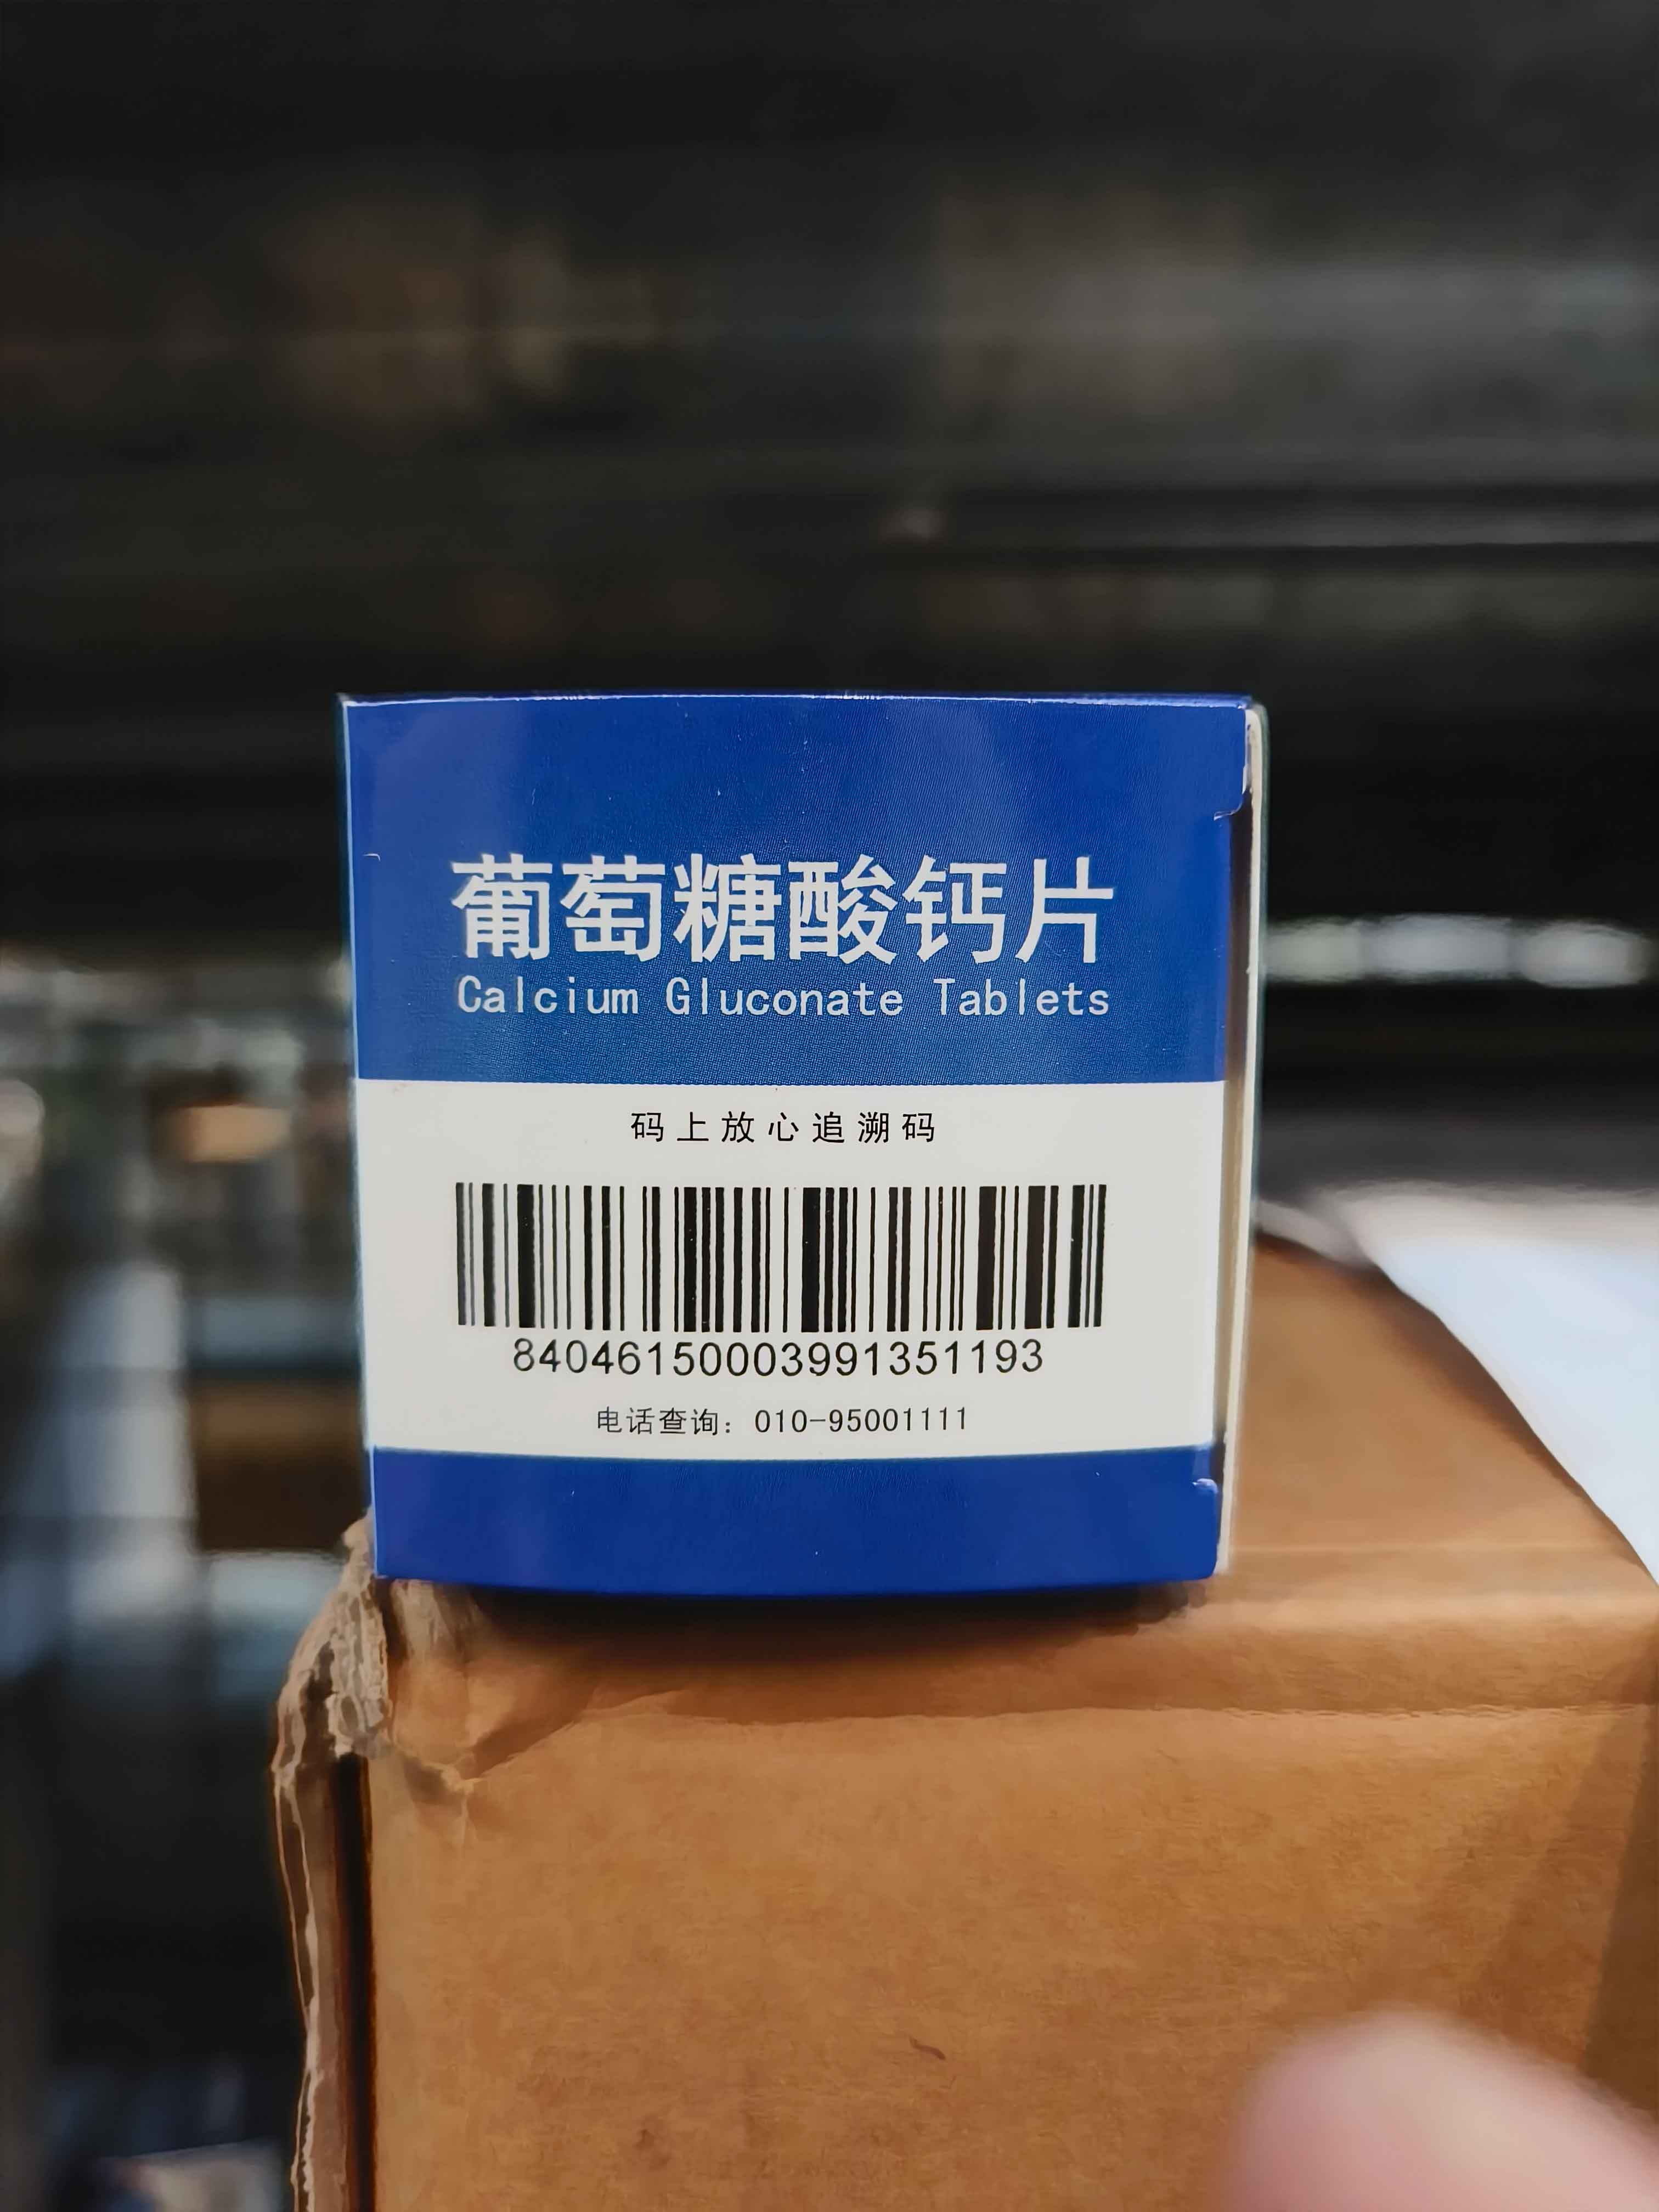 葡萄糖酸钙片
Calcium Gluconate Tablets
码上放心追溯码
84046150003991351193
电话查询：010-95001111